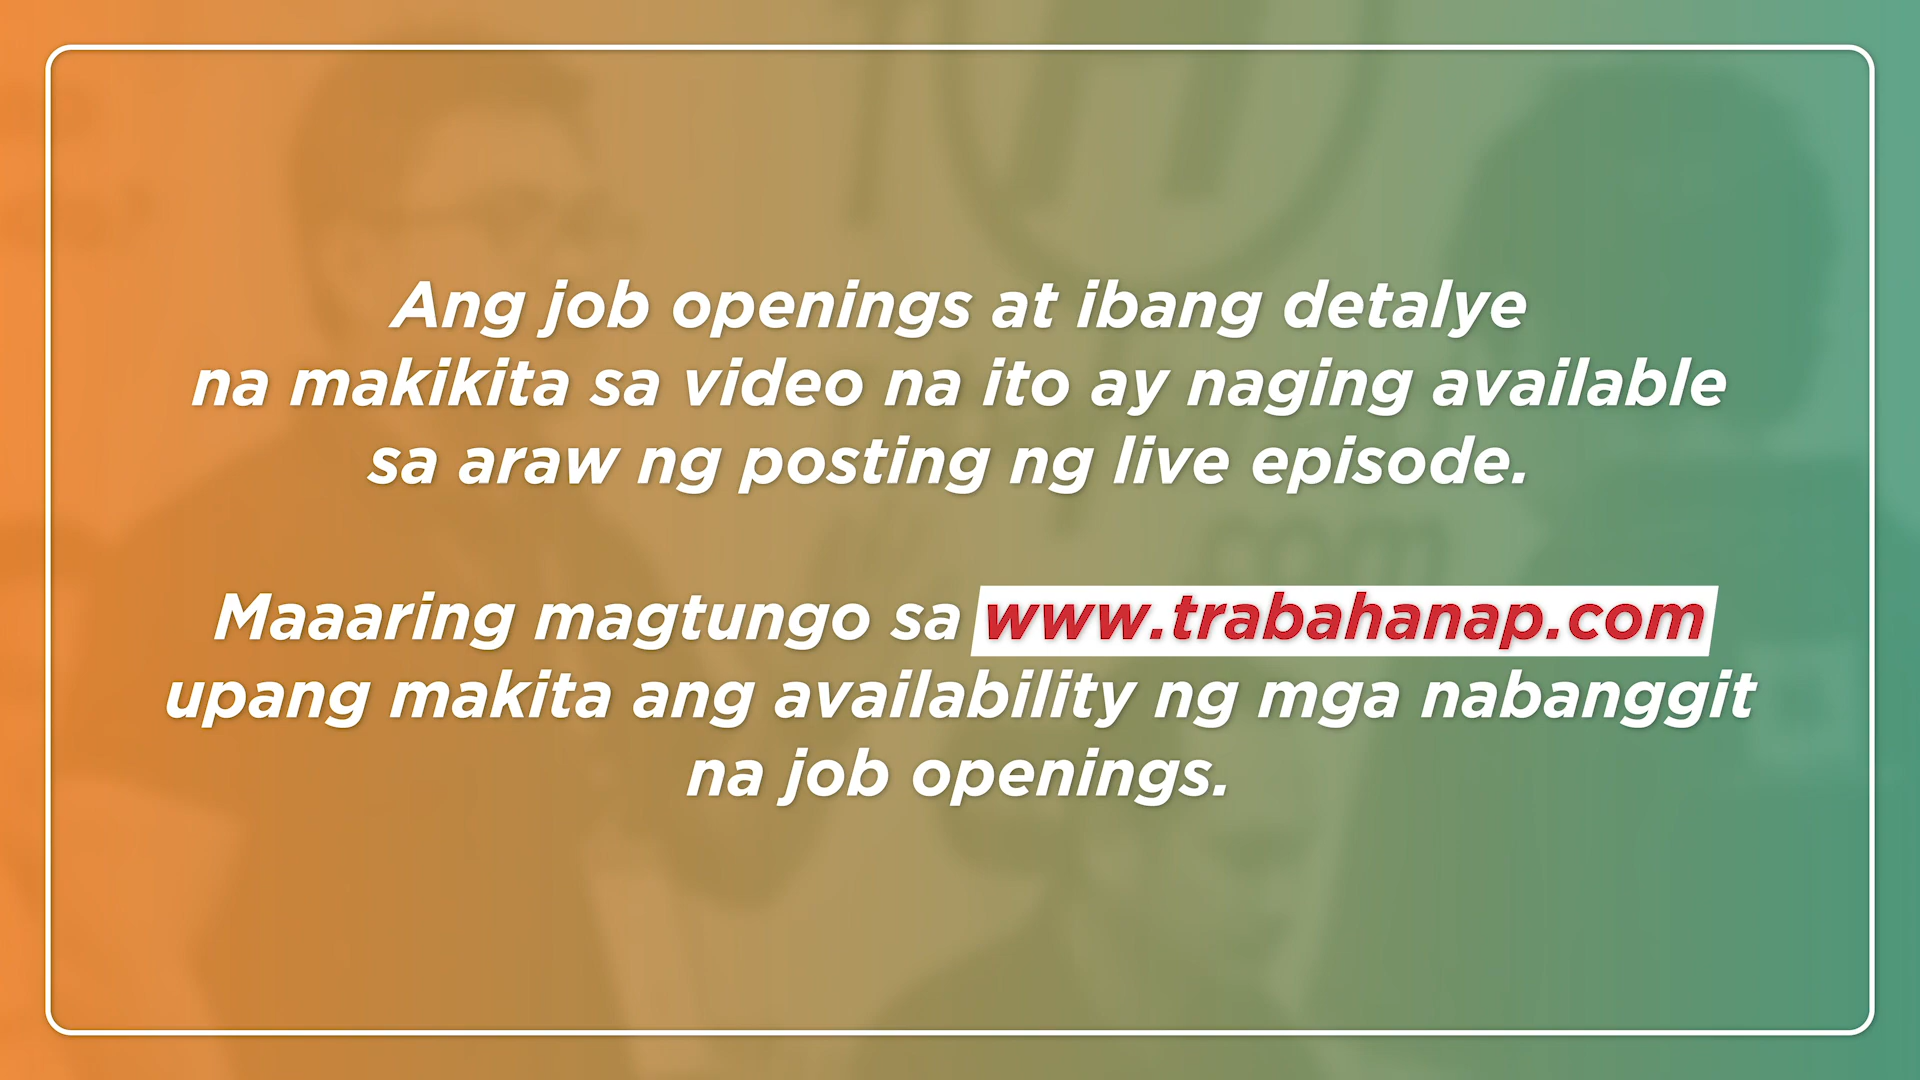 Ang job openings at ibang detalye
na makikita sa video na ito ay naging available
sa araw ng posting ng live episode.
Maaaring magtungo sa www.trabahanap.com
upang makita ang availability ng mga nabanggit
na job openings.